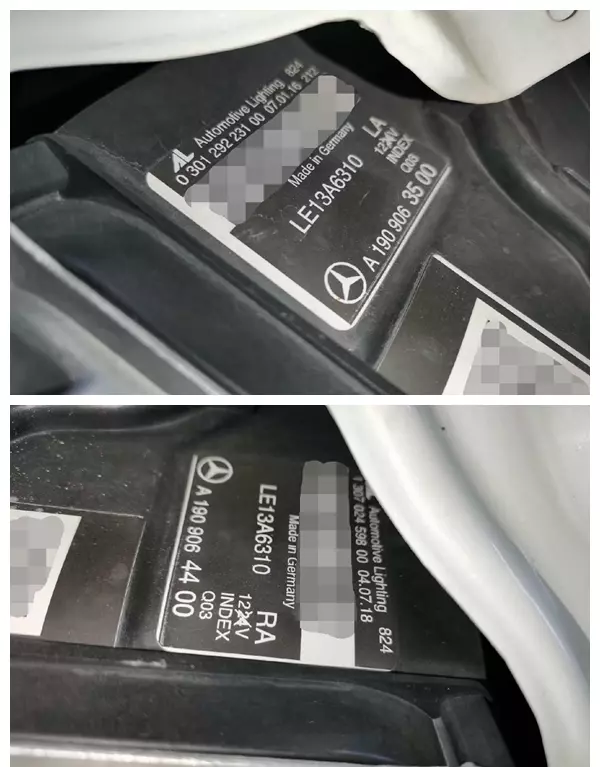 Automotive Lighting 824
0 301 292 231 00 07.01.16 212
Made in Germany
LE13A6310 LA
12 V
INDEX
Q03
A 190 906 35 00
Automotive Lighting 824
1 307 024 598 00 04.07.18
Made in Germany
LE13A6310 RA
12 V
INDEX
Q03
A 190 906 44 00